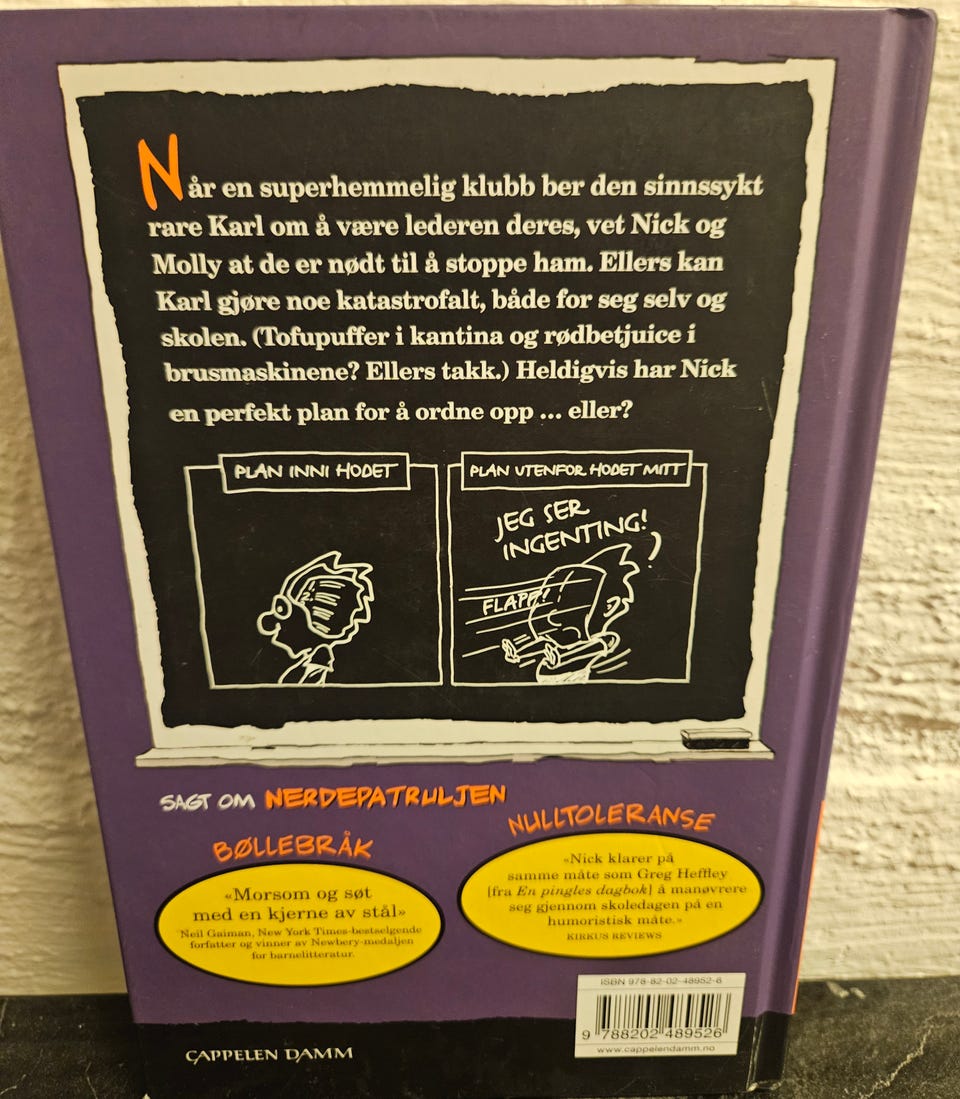 Når en superhemmelig klubb ber den sinnssykt
rare Karl om å være lederen deres, vet Nick og
Molly at de er nødt til å stoppe ham. Ellers kan
Karl gjøre noe katastrofalt, både for seg selv og
skolen. (Tofupuffer i kantina og rødbetjuice i
brusmaskinene? Ellers takk.) Heldigvis har Nick
en perfekt plan for å ordne opp ... eller?
PLAN INNI HODET
PLAN UTENFOR HODET MITT
JEG SER
INGENTING!
FLAPP!
SAGT OM NERDEPATRULJEN
BØLLEBRÅK
«Morsom og søt
med en kjerne av stål»
Neil Gaiman, New York Times-bestselgende
forfatter og vinner av Newbery-medaljen
for barnelitteratur.
NULLTOLERANSE
«Nick klarer på
samme måte som Greg Heffley
[fra En pingles dagbok] å manøvrere
seg gjennom skoledagen på en
humoristisk måte.»
KIRKUS REVIEWS
ISBN 978-82-02-48952-6
9 788202 489526
www.cappelendamm.no
CAPPELEN DAMM